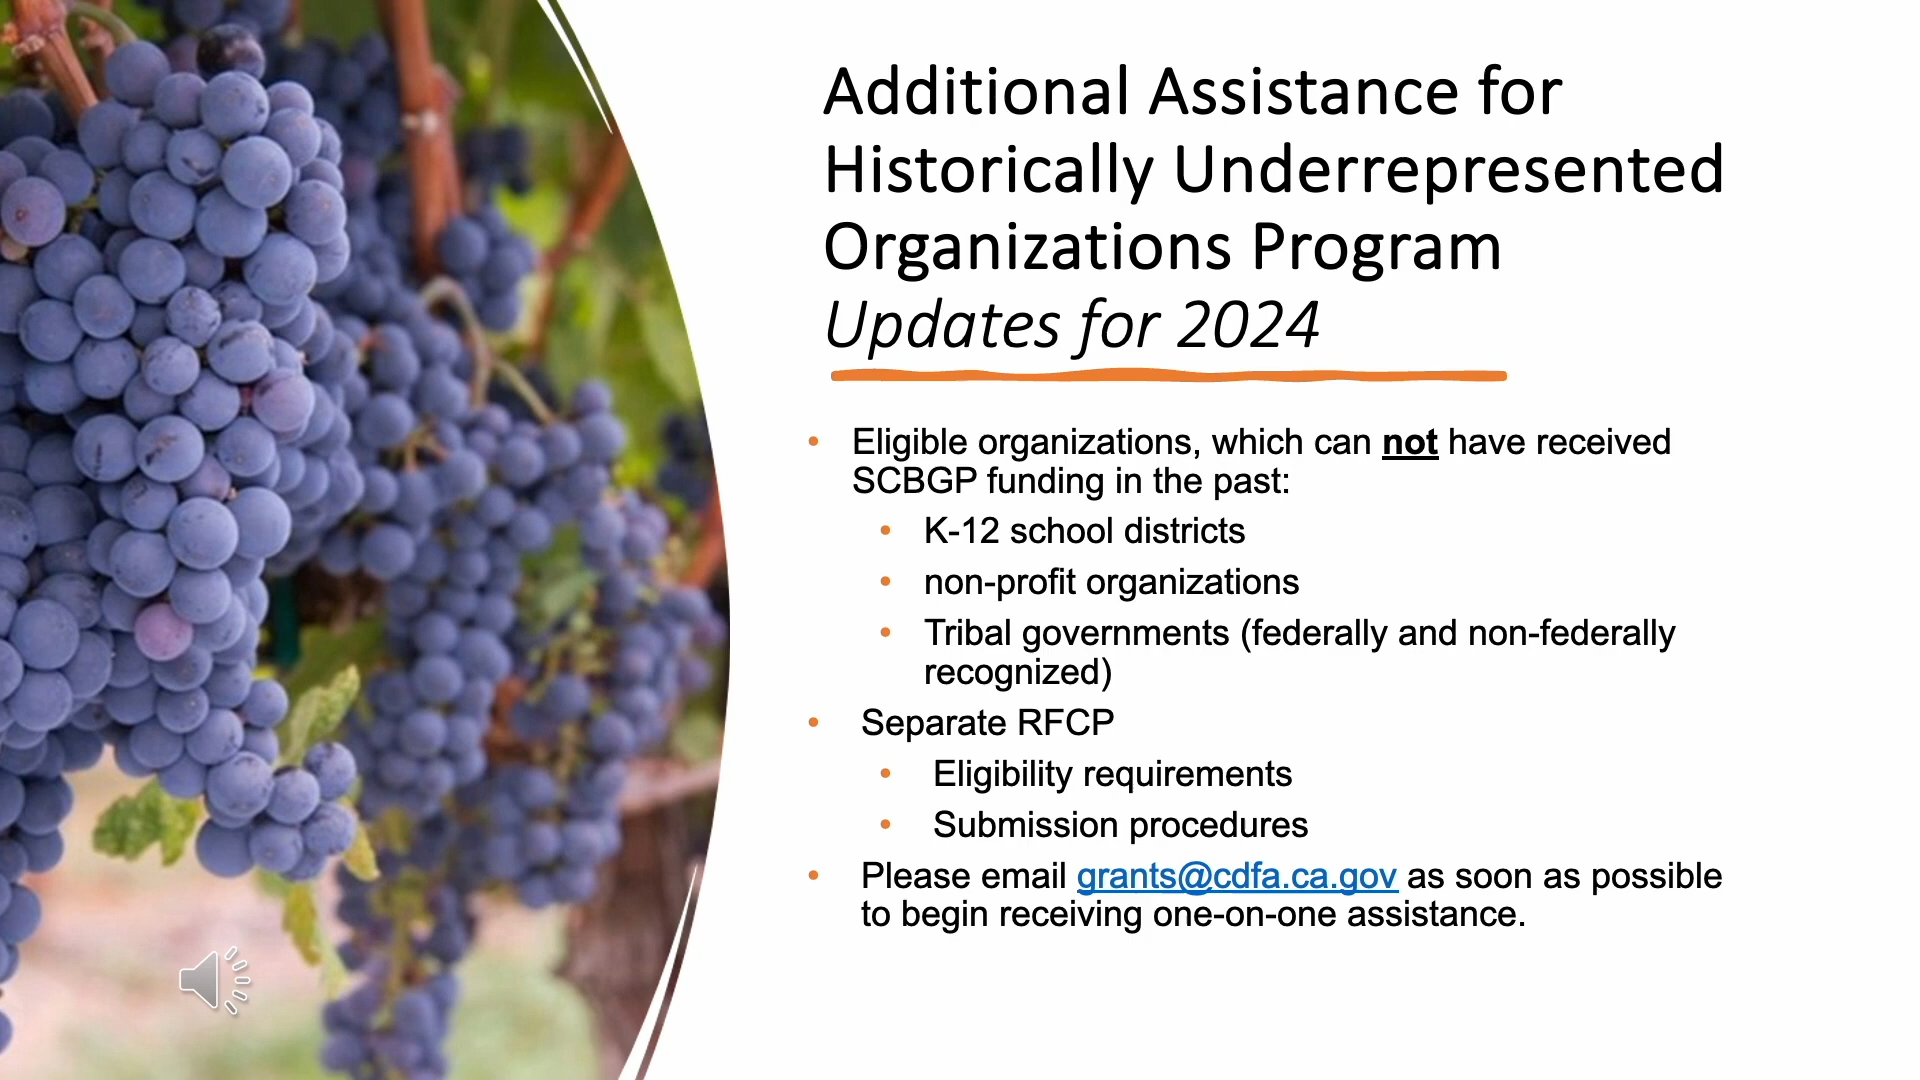 Additional Assistance for
Historically Underrepresented
Organizations Program
Updates for 2024
• Eligible organizations, which can not have received
SCBGP funding in the past:
• K-12 school districts
• non-profit organizations
• Tribal governments (federally and non-federally
recognized)
• Separate RFCP
• Eligibility requirements
• Submission procedures
• Please email grants@cdfa.ca.gov as soon as possible
to begin receiving one-on-one assistance.